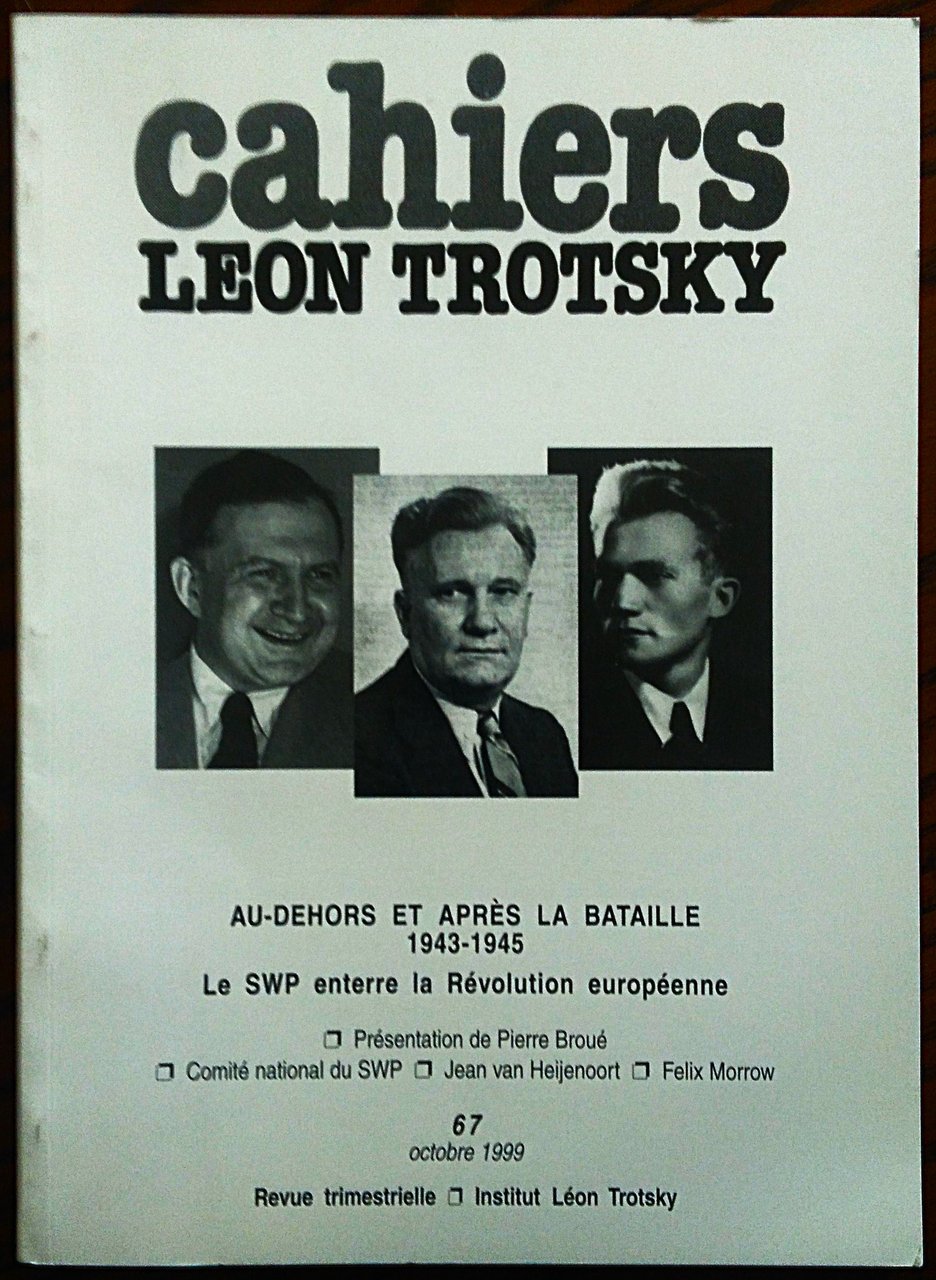 cahiers
LEON TROTSKY
AU-DEHORS ET APRÈS LA BATAILLE
1943-1945
Le SWP enterre la Révolution européenne
❒ Présentation de Pierre Broué
❒ Comité national du SWP ❒ Jean van Heijenoort ❒ Felix Morrow
67
octobre 1999
Revue trimestrielle ❒ Institut Léon Trotsky